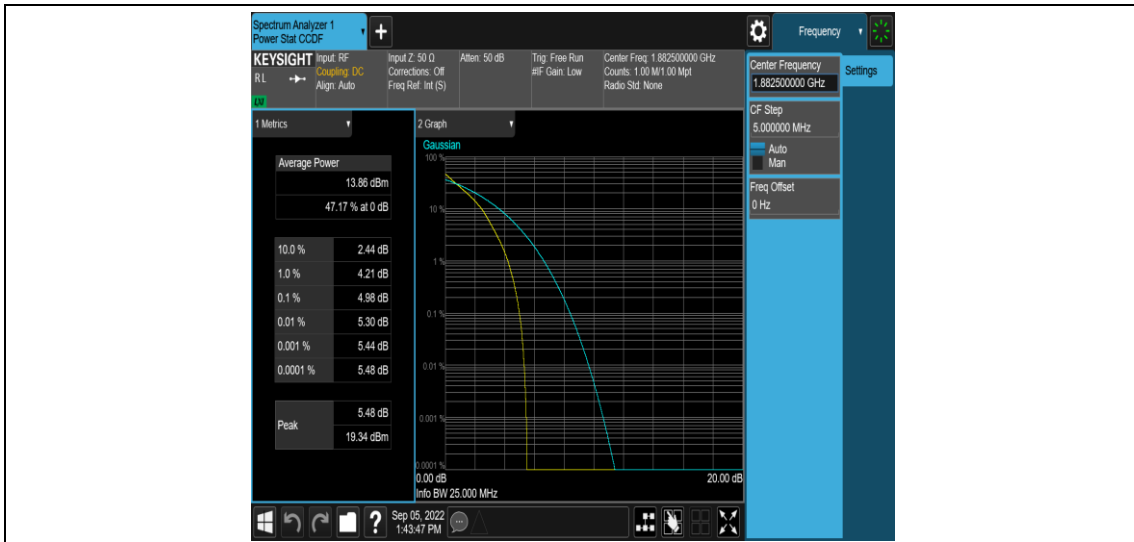 Spectrum Analyzer 1
Power Stat CCDF
Frequency
KEYSIGHT
RL
LXI
Input: RF
Coupling: DC
Align: Auto
Input Z: 50 Ω
Corrections: Off
Freq Ref: Int (S)
Atten: 50 dB
Trig: Free Run
#IF Gain: Low
Center Freq: 1.882500000 GHz
Counts: 1.00 M/1.00 Mpt
Radio Std: None
Center Frequency
1.882500000 GHz
Settings
CF Step
5.000000 MHz
Auto
Man
Freq Offset
0 Hz
1 Metrics
Average Power
13.86 dBm
47.17 % at 0 dB
10.0 % 2.44 dB
1.0 % 4.21 dB
0.1 % 4.98 dB
0.01 % 5.30 dB
0.001 % 5.44 dB
0.0001 % 5.48 dB
Peak
5.48 dB
19.34 dBm
2 Graph
Gaussian
100 %
10 %
1 %
0.1 %
0.01 %
0.001 %
0.0001 %
0.00 dB 20.00 dB
Info BW 25.000 MHz
Sep 05, 2022
1:43:47 PM